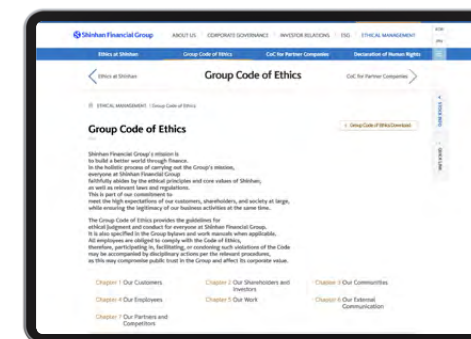 Shinhan Financial Group
ABOUT US
CORPORATE GOVERNANCE
INVESTOR RELATIONS
ESG
ETHICAL MANAGEMENT
Ethics at Shinhan
Group Code of Ethics
CoC for Partner Companies
Declaration of Human Rights
Ethics at Shinhan
Group Code of Ethics
CoC for Partner Companies
ETHICAL MANAGEMENT | Group Code of Ethics
Group Code of Ethics
Group Code of Ethics Download
Shinhan Financial Group's mission is
to build a better world through finance.
In the holistic process of carrying out the Group's mission,
everyone at Shinhan Financial Group
faithfully abides by the ethical principles and core values of Shinhan,
as well as relevant laws and regulations.
This is part of our commitment to
meet the high expectations of our customers, shareholders, and society at large,
while ensuring the legitimacy of our business activities at the same time.
The Group Code of Ethics provides the guidelines for
ethical judgment and conduct for everyone at Shinhan Financial Group.
It is also specified in the Group bylaws and work manuals when applicable.
All employees are obliged to comply with the Code of Ethics,
therefore, participating in, facilitating, or condoning such violations of the Code
may be accompanied by disciplinary actions per the relevant procedures,
as this may compromise public trust in the Group and affect its corporate value.
Chapter 1 Our Customers
Chapter 2 Our Shareholders and
Investors
Chapter 3 Our Communities
Chapter 4 Our Employees
Chapter 5 Our Work
Chapter 6 Our External
Communication
Chapter 7 Our Partners and
Competitors